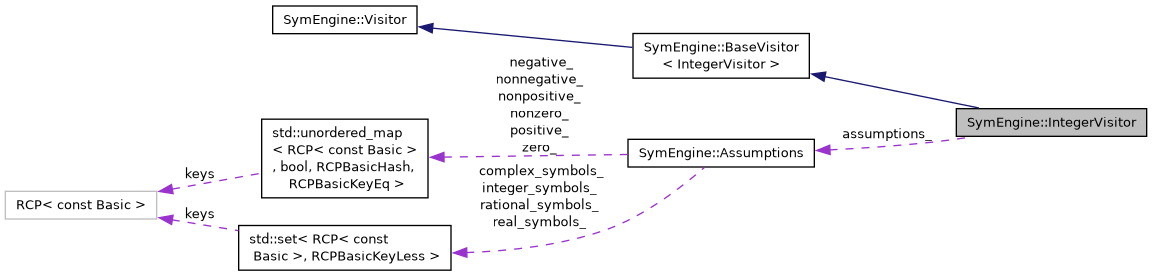 SymEngine::Visitor
SymEngine::BaseVisitor
< IntegerVisitor >
negative_
nonnegative_
nonpositive_
nonzero_
positive_
zero_
SymEngine::IntegerVisitor
assumptions_
std::unordered_map
< RCP< const Basic >
, bool, RCPBasicHash,
RCPBasicKeyEq >
SymEngine::Assumptions
keys
complex_symbols_
integer_symbols_
rational_symbols_
real_symbols_
RCP< const Basic >
keys
std::set< RCP< const
Basic >, RCPBasicKeyLess >